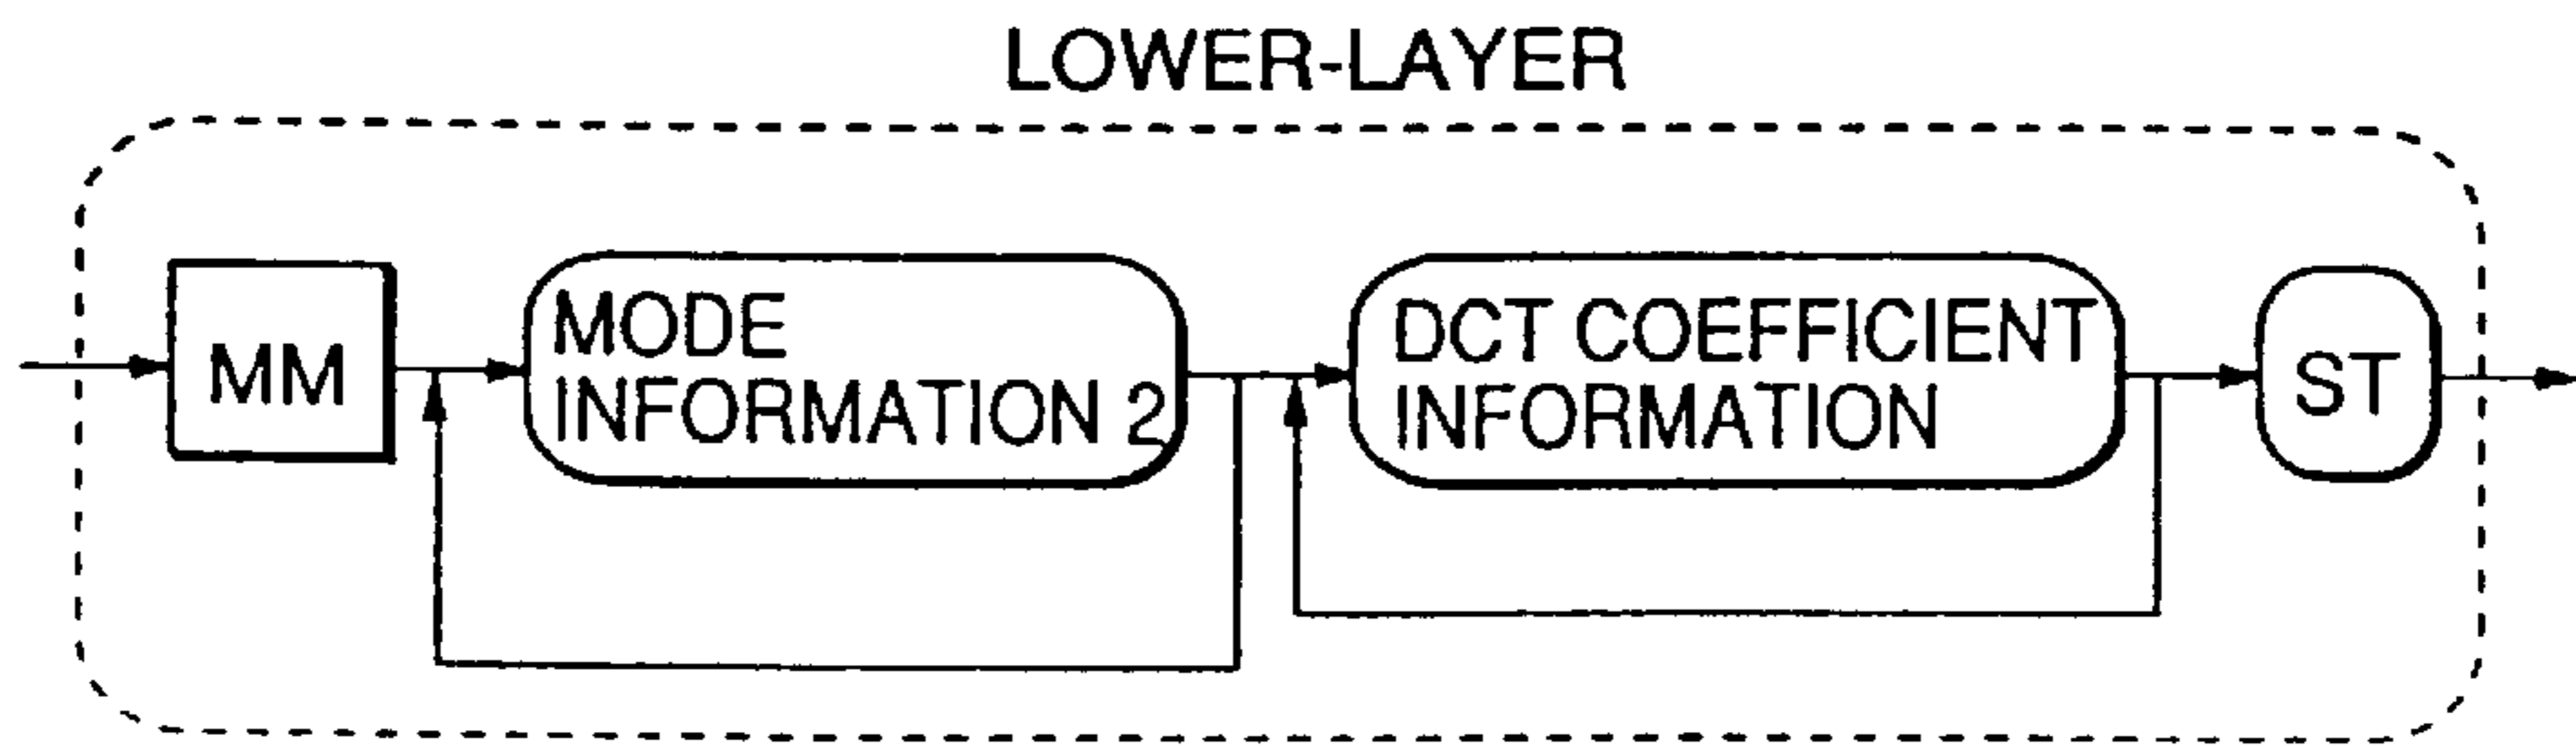 LOWER-LAYER
MM
MODE
INFORMATION 2
DCT COEFFICIENT
INFORMATION
ST